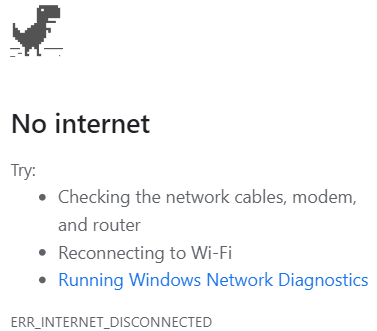 No internet
Try:
• Checking the network cables, modem,
and router
• Reconnecting to Wi-Fi
• Running Windows Network Diagnostics
ERR_INTERNET_DISCONNECTED